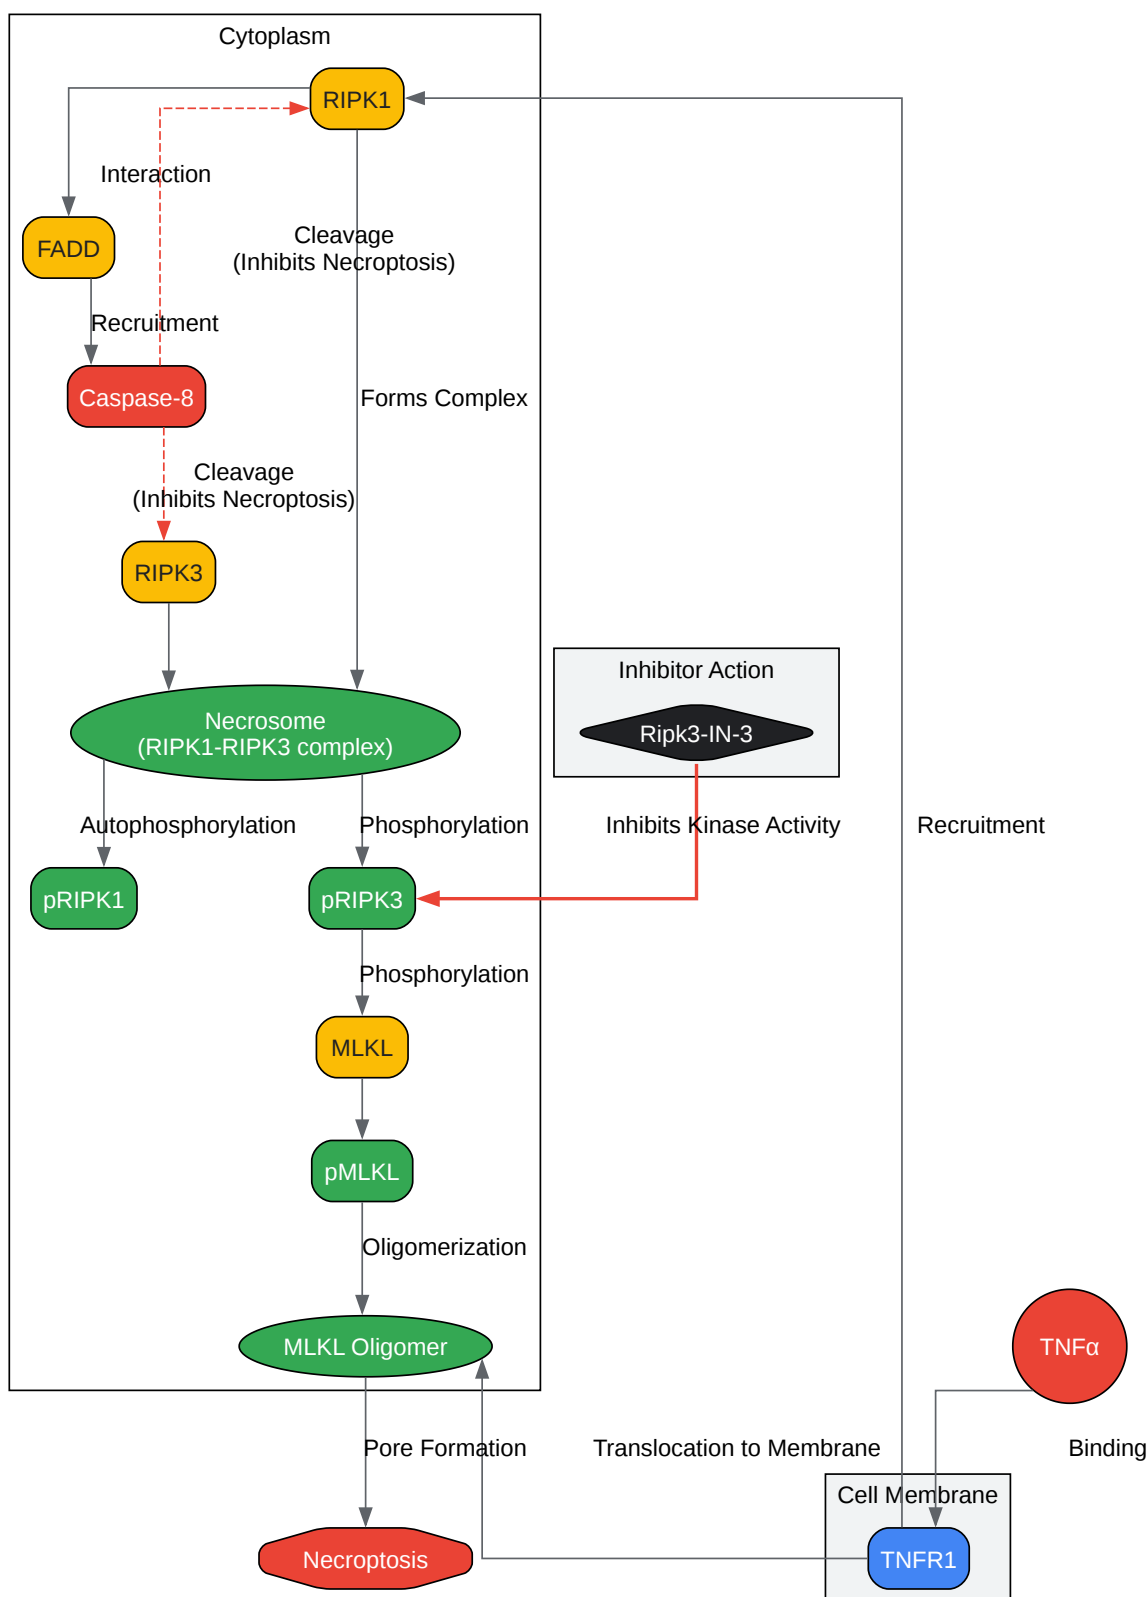 Cytoplasm
RIPK1
Interaction
FADD
Cleavage
(Inhibits Necroptosis)
Recruitment
Caspase-8
Forms Complex
Cleavage
(Inhibits Necroptosis)
RIPK3
Inhibitor Action
Necrosome
(RIPK1-RIPK3 complex)
Ripk3-IN-3
Autophosphorylation
Phosphorylation
Inhibits Kinase Activity
Recruitment
pRIPK1
pRIPK3
Phosphorylation
MLKL
pMLKL
Oligomerization
MLKL Oligomer
TNFα
Pore Formation
Translocation to Membrane
Binding
Cell Membrane
Necroptosis
TNFR1